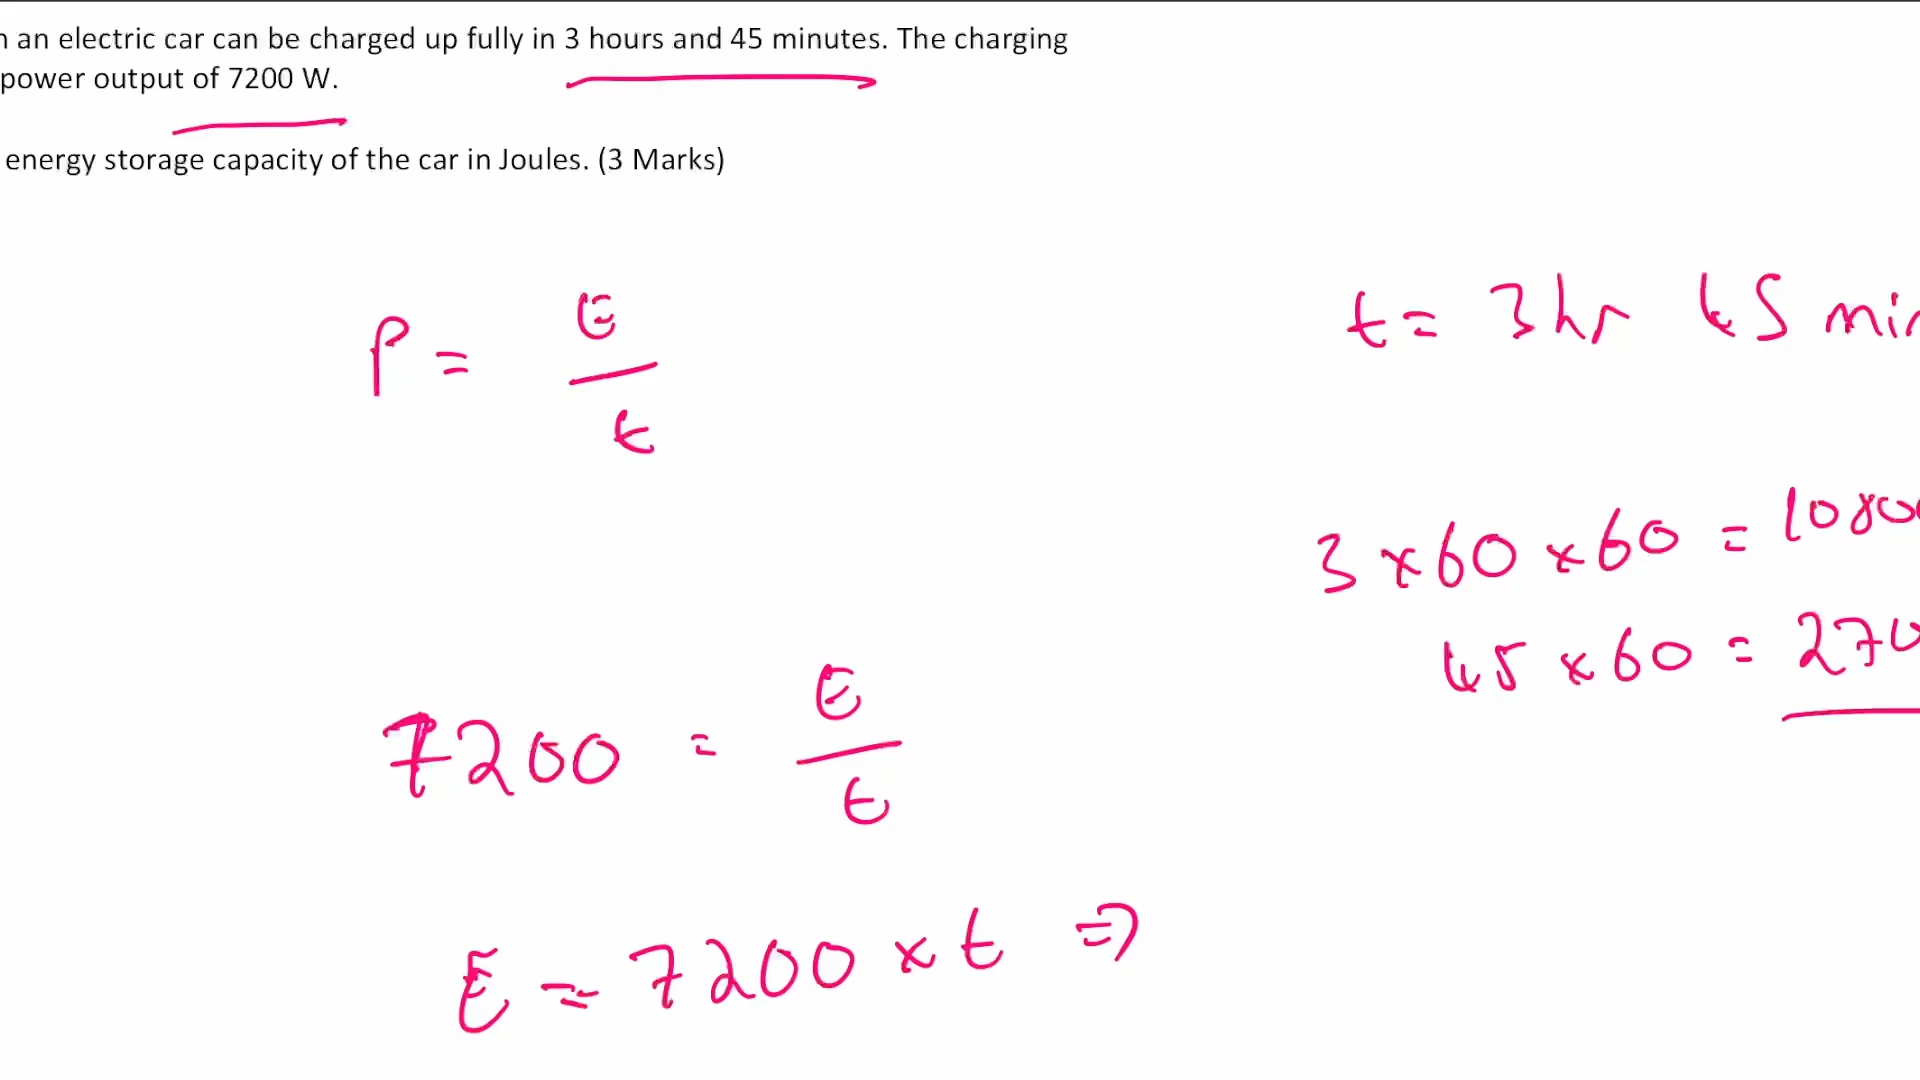 an electric car can be charged up fully in 3 hours and 45 minutes. The charging
power output of 7200 W.
energy storage capacity of the car in Joules. (3 Marks)
P = E / t
t = 3 hr 45 min
3 × 60 × 60 = 1080
45 × 60 = 270
7200 = E / t
E = 7200 × t ⇒